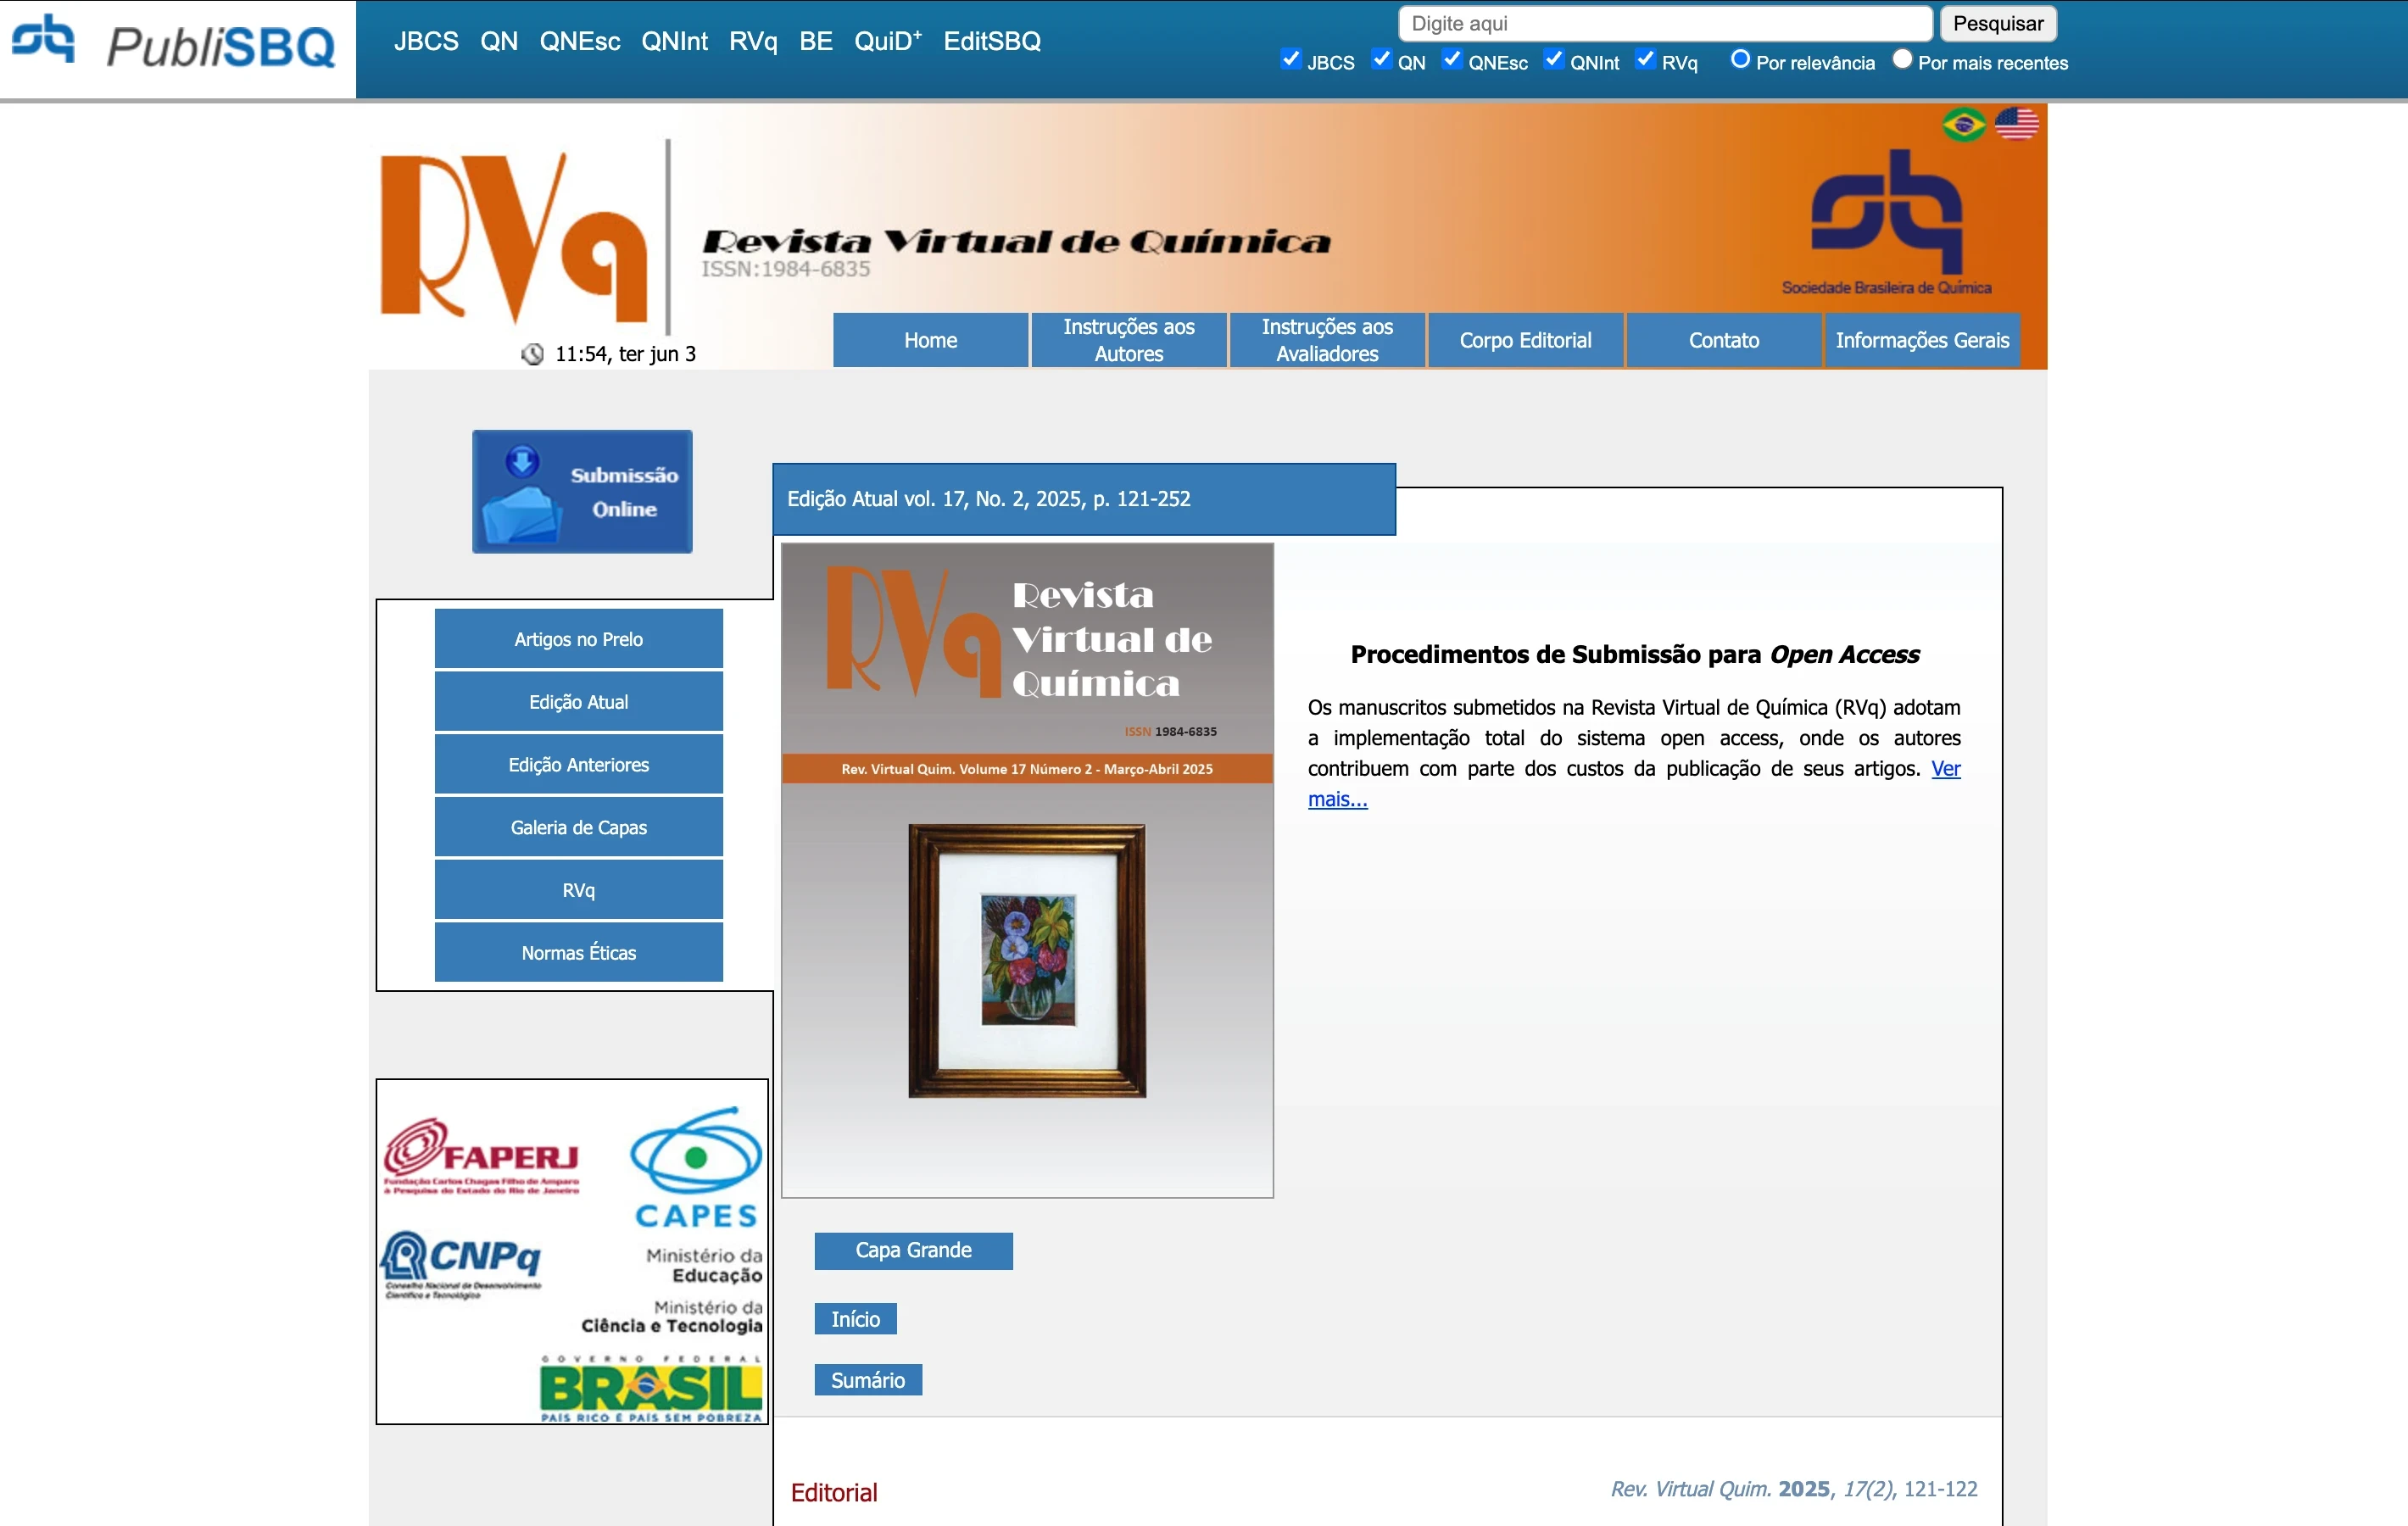 PubliSBQ
JBCS QN QNEsc QNInt RVq BE QuiD+ EditSBQ
Digite aqui
Pesquisar
JBCS QN QNEsc QNInt RVq Por relevância Por mais recentes
RVq
Revista Virtual de Química
ISSN:1984-6835
Sociedade Brasileira de Química
11:54, ter jun 3
Home
Instruções aos
Autores
Instruções aos
Avaliadores
Corpo Editorial
Contato
Informações Gerais
Submissão
Online
Artigos no Prelo
Edição Atual
Edição Anteriores
Galeria de Capas
RVq
Normas Éticas
FAPERJ
Fundação Carlos Chagas Filho de Amparo
à Pesquisa do Estado do Rio de Janeiro
CAPES
CNPq
Conselho Nacional de Desenvolvimento
Científico e Tecnológico
Ministério da
Educação
Ministério da
Ciência e Tecnologia
GOVERNO FEDERAL
BRASIL
PAÍS RICO É PAÍS SEM POBREZA
Edição Atual vol. 17, No. 2, 2025, p. 121-252
RVq
Revista
Virtual de
Química
ISSN 1984-6835
Rev. Virtual Quim. Volume 17 Número 2 - Março-Abril 2025
Procedimentos de Submissão para Open Access
Os manuscritos submetidos na Revista Virtual de Química (RVq) adotam
a implementação total do sistema open access, onde os autores
contribuem com parte dos custos da publicação de seus artigos. Ver
mais...
Capa Grande
Início
Sumário
Editorial
Rev. Virtual Quim. 2025, 17(2), 121-122